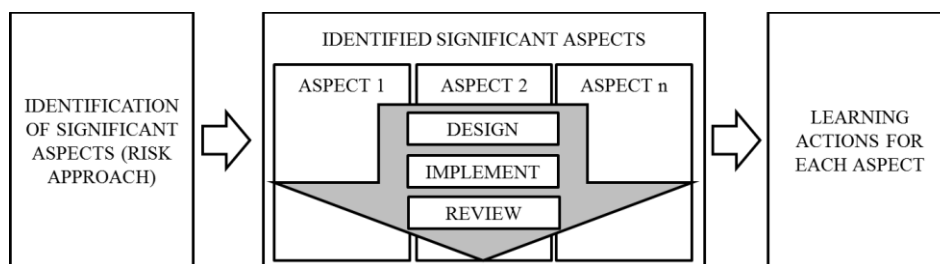 IDENTIFICATION
OF SIGNIFICANT
ASPECTS (RISK
APPROACH)
IDENTIFIED SIGNIFICANT ASPECTS
ASPECT 1
ASPECT 2
ASPECT n
DESIGN
IMPLEMENT
REVIEW
LEARNING
ACTIONS FOR
EACH ASPECT